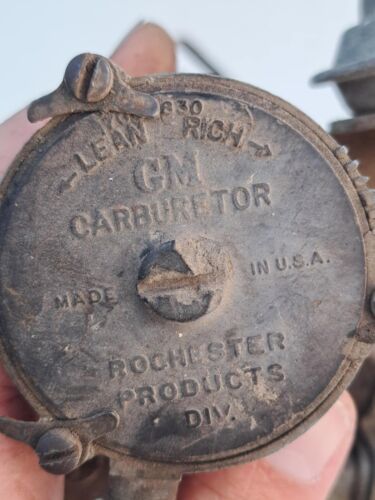 630
LEAN RICH
GM
CARBURETOR
MADE IN U.S.A.
ROCHESTER
PRODUCTS
DIV.